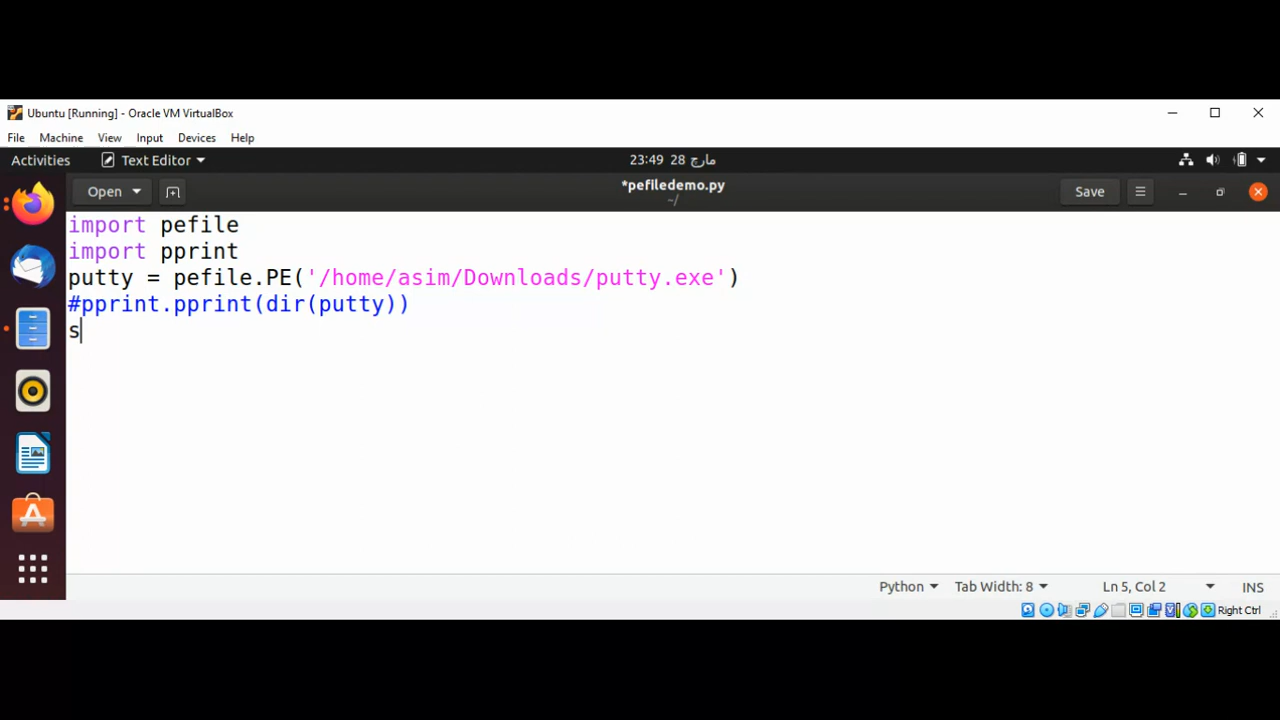 Ubuntu [Running] - Oracle VM VirtualBox
File Machine View Input Devices Help
Activities Text Editor 23:49 28 مارچ
Open *pefiledemo.py Save
~/
import pefile
import pprint
putty = pefile.PE('/home/asim/Downloads/putty.exe')
#pprint.pprint(dir(putty))
s
Python Tab Width: 8 Ln 5, Col 2 INS
Right Ctrl